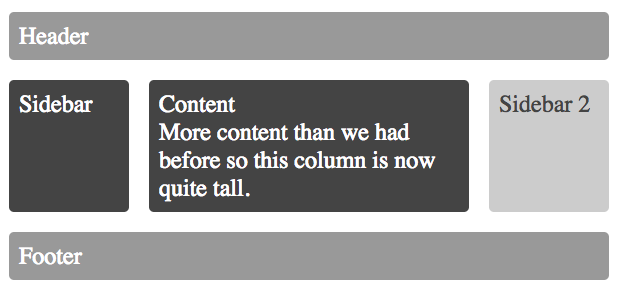 Header
Sidebar
Content
More content than we had
before so this column is now
quite tall.
Sidebar 2
Footer